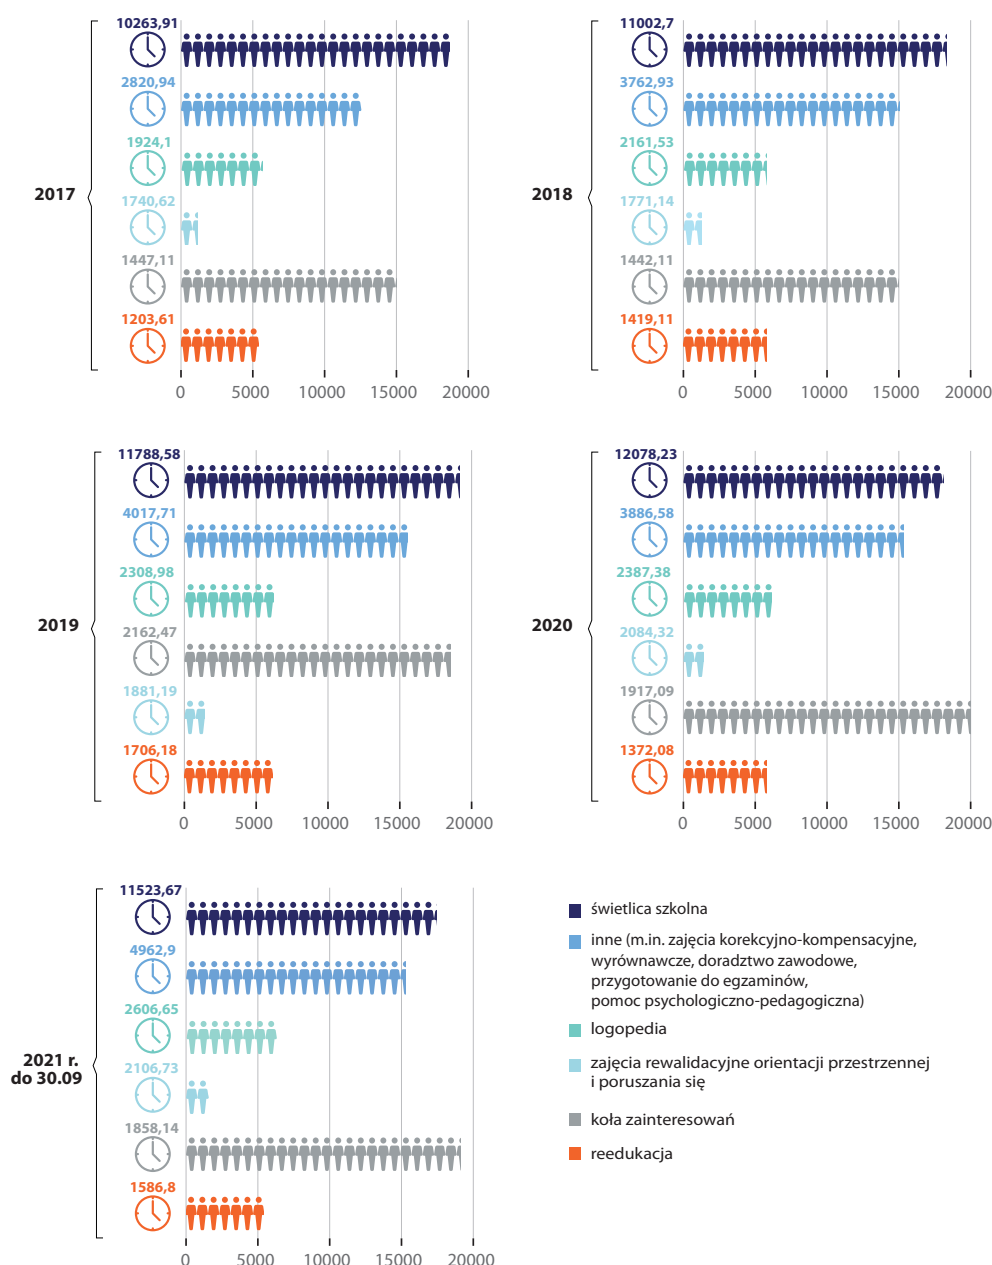 2017
10263,91
2820,94
1924,1
1740,62
1447,11
1203,61
0 5000 10000 15000 20000
2018
11002,7
3762,93
2161,53
1771,14
1442,11
1419,11
0 5000 10000 15000 20000
2019
11788,58
4017,71
2308,98
2162,47
1881,19
1706,18
0 5000 10000 15000 20000
2020
12078,23
3886,58
2387,38
2084,32
1917,09
1372,08
0 5000 10000 15000 20000
2021 r.
do 30.09
11523,67
4962,9
2606,65
2106,73
1858,14
1586,8
0 5000 10000 15000 20000
świetlica szkolna
inne (m.in. zajęcia korekcyjno-kompensacyjne,
wyrównawcze, doradztwo zawodowe,
przygotowanie do egzaminów,
pomoc psychologiczno-pedagogiczna)
logopedia
zajęcia rewalidacyjne orientacji przestrzennej
i poruszania się
koła zainteresowań
reedukacja